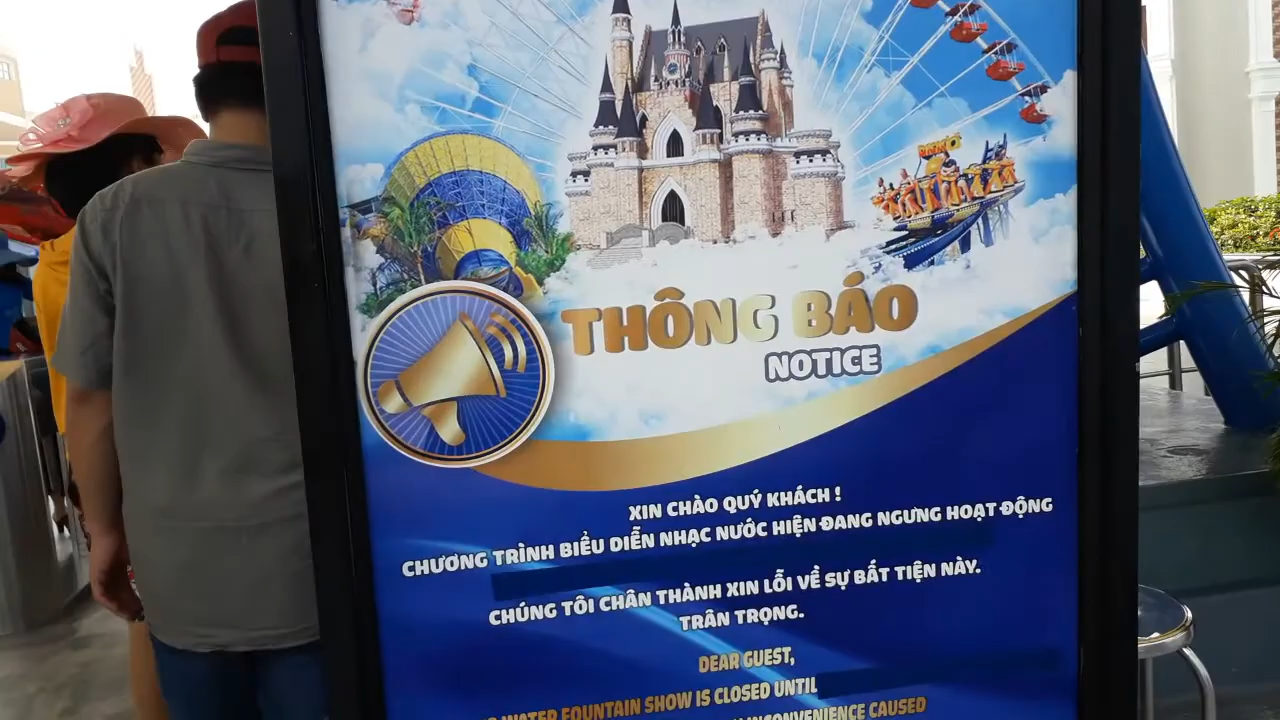 THÔNG BÁO
NOTICE
XIN CHÀO QUÝ KHÁCH !
CHƯƠNG TRÌNH BIỂU DIỄN NHẠC NƯỚC HIỆN ĐANG NGƯNG HOẠT ĐỘNG
CHÚNG TÔI CHÂN THÀNH XIN LỖI VỀ SỰ BẤT TIỆN NÀY.
TRÂN TRỌNG.
DEAR GUEST,
WATER FOUNTAIN SHOW IS CLOSED UNTIL
INCONVENIENCE CAUSED